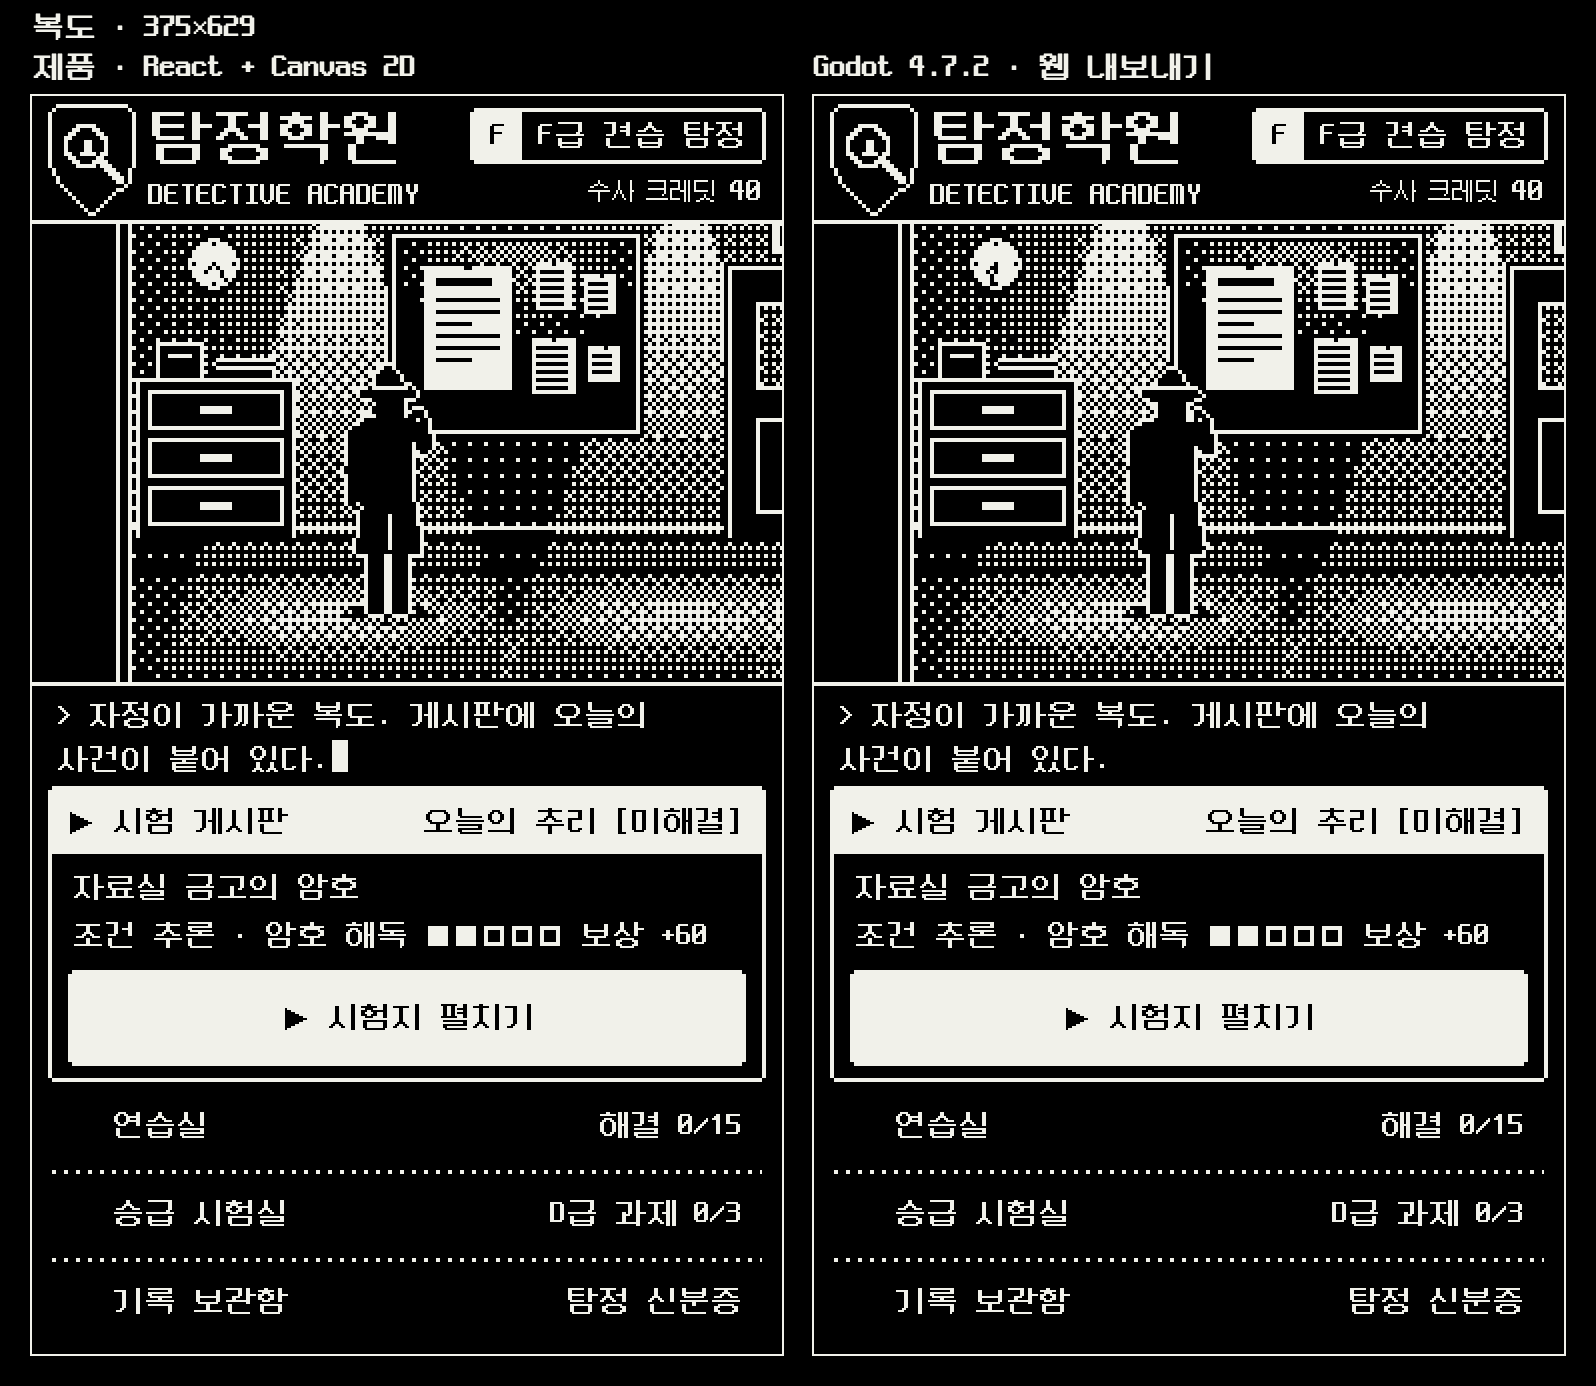 복도 · 375×629
제품 · React + Canvas 2D
탐정학원
F F급 견습 탐정
DETECTIVE ACADEMY
수사 크레딧 40
> 자정이 가까운 복도. 게시판에 오늘의
사건이 붙어 있다.
▶ 시험 게시판 오늘의 추리 [미해결]
자료실 금고의 암호
조건 추론 · 암호 해독 ■■□□□ 보상 +60
▶ 시험지 펼치기
연습실 해결 0/15
승급 시험실 D급 과제 0/3
기록 보관함 탐정 신분증
Godot 4.7.2 · 웹 내보내기
탐정학원
F F급 견습 탐정
DETECTIVE ACADEMY
수사 크레딧 40
> 자정이 가까운 복도. 게시판에 오늘의
사건이 붙어 있다.
▶ 시험 게시판 오늘의 추리 [미해결]
자료실 금고의 암호
조건 추론 · 암호 해독 ■■□□□ 보상 +60
▶ 시험지 펼치기
연습실 해결 0/15
승급 시험실 D급 과제 0/3
기록 보관함 탐정 신분증